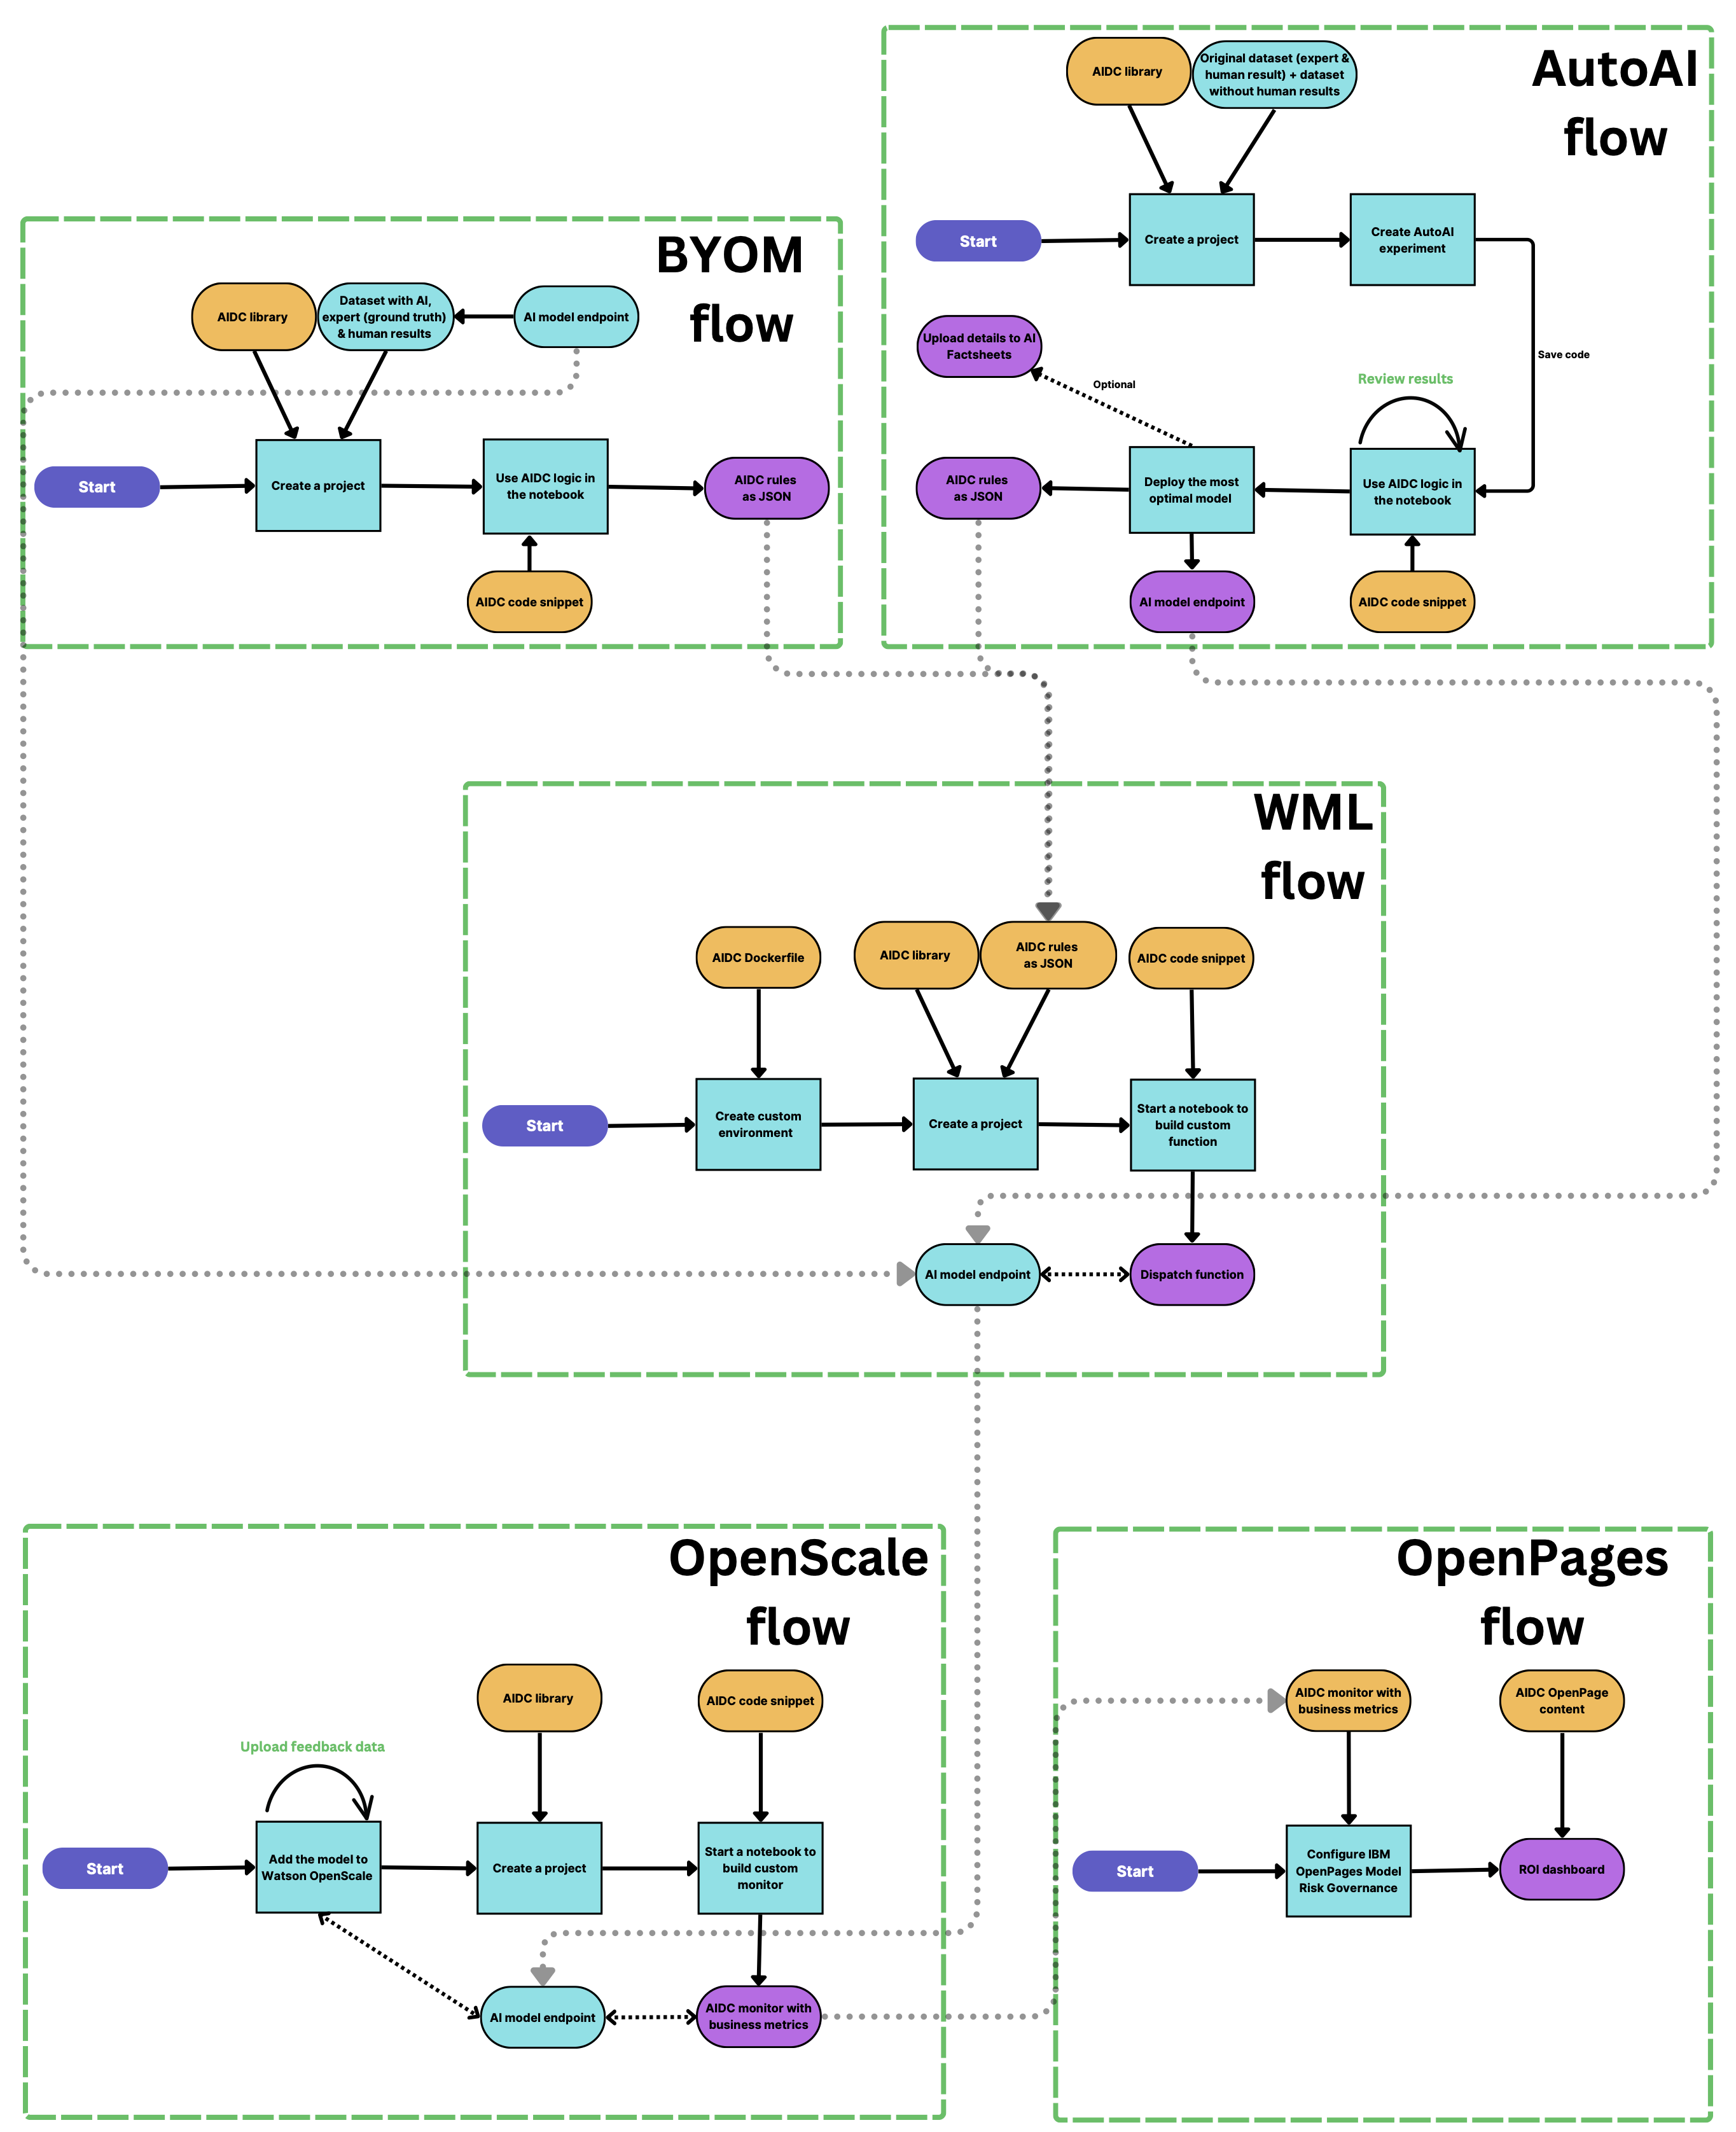 AutoAI
flow
AIDC library
Original dataset (expert &
human result) + dataset
without human results
Start
Create a project
Create AutoAI
experiment
Save code
Upload details to AI
Factsheets
Optional
Review results
AIDC rules
as JSON
Deploy the most
optimal model
Use AIDC logic in
the notebook
AI model endpoint
AIDC code snippet
BYOM
flow
AIDC library
Dataset with AI,
expert (ground truth)
& human results
AI model endpoint
Start
Create a project
Use AIDC logic in
the notebook
AIDC rules
as JSON
AIDC code snippet
WML
flow
AIDC Dockerfile
AIDC library
AIDC rules
as JSON
AIDC code snippet
Start
Create custom
environment
Create a project
Start a notebook to
build custom
function
AI model endpoint
Dispatch function
OpenScale
flow
AIDC library
AIDC code snippet
Upload feedback data
Start
Add the model to
Watson OpenScale
Create a project
Start a notebook to
build custom
monitor
AI model endpoint
AIDC monitor with
business metrics
OpenPages
flow
AIDC monitor with
business metrics
AIDC OpenPage
content
Start
Configure IBM
OpenPages Model
Risk Governance
ROI dashboard